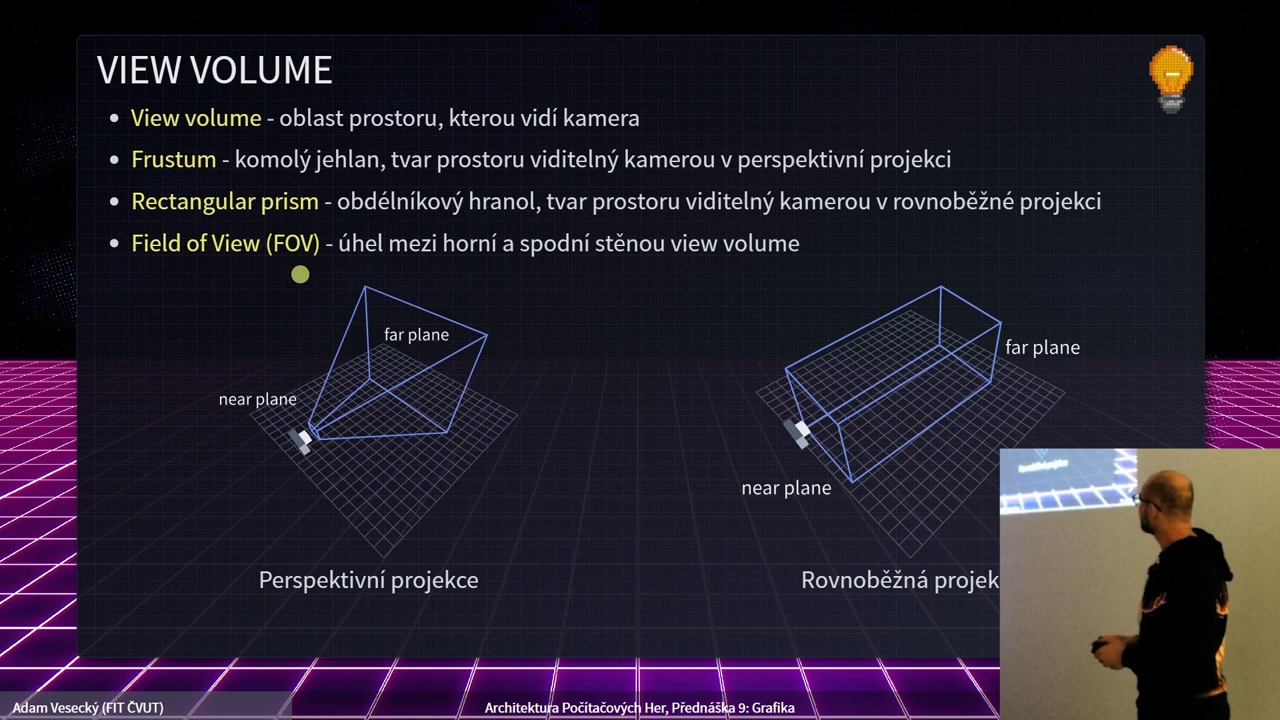 VIEW VOLUME
View volume - oblast prostoru, kterou vidí kamera
Frustum - komolý jehlan, tvar prostoru viditelný kamerou v perspektivní projekci
Rectangular prism - obdélníkový hranol, tvar prostoru viditelný kamerou v rovnoběžné projekci
Field of View (FOV) - úhel mezi horní a spodní stěnou view volume
far plane
near plane
far plane
near plane
Perspektivní projekce
Rovnoběžná projek
Adam Vesecký (FIT ČVUT)
Architektura Počítačových Her, Přednáška 9: Grafika